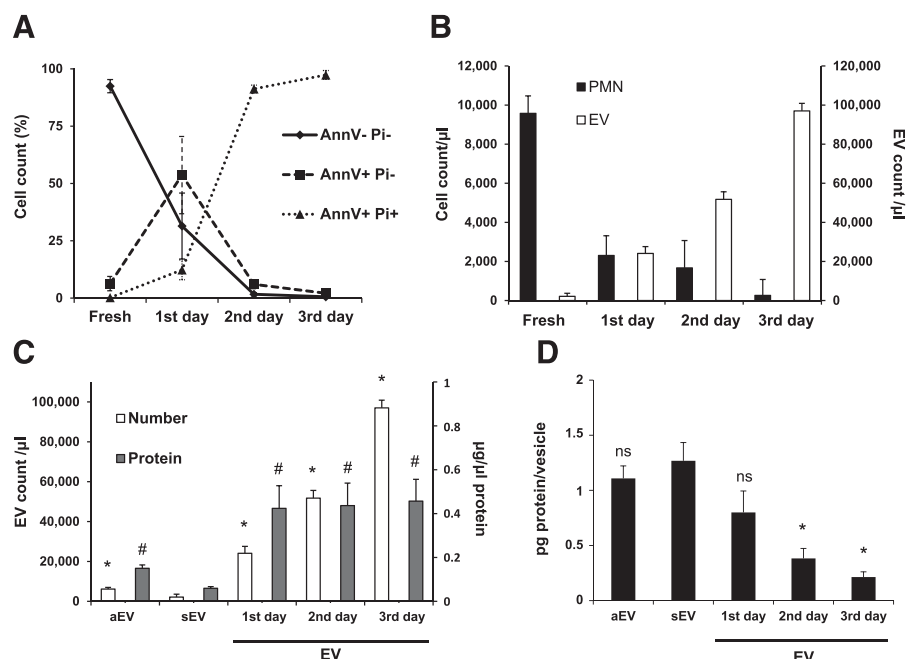 A
100
75
50
25
0
Cell count (%)
AnnV- Pi-
AnnV+ Pi-
AnnV+ Pi+
Fresh 1st day 2nd day 3rd day
B
12,000
10,000
8,000
6,000
4,000
2,000
0
Cell count/µl
PMN
EV
120,000
100,000
80,000
60,000
40,000
20,000
0
EV count /µl
Fresh 1st day 2nd day 3rd day
C
100,000
80,000
60,000
40,000
20,000
0
EV count /µl
Number
Protein
* # * # * # * #
1
0.8
0.6
0.4
0.2
0
µg/µl protein
aEV sEV 1st day 2nd day 3rd day
EV
D
2
1.5
1
0.5
0
pg protein/vesicle
ns ns * *
aEV sEV 1st day 2nd day 3rd day
EV